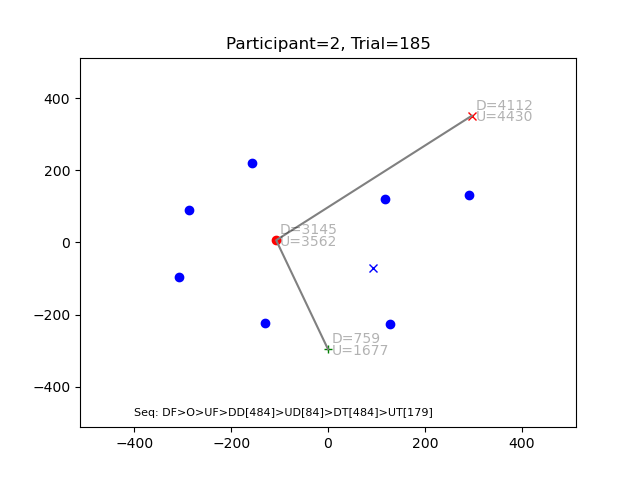 Participant=2, Trial=185
400
200
0
−200
−400
D=4112
U=4430
D=3145
U=3562
D=759
U=1677
Seq: DF>O>UF>DD[484]>UD[84]>DT[484]>UT[179]
−400
−200
0
200
400